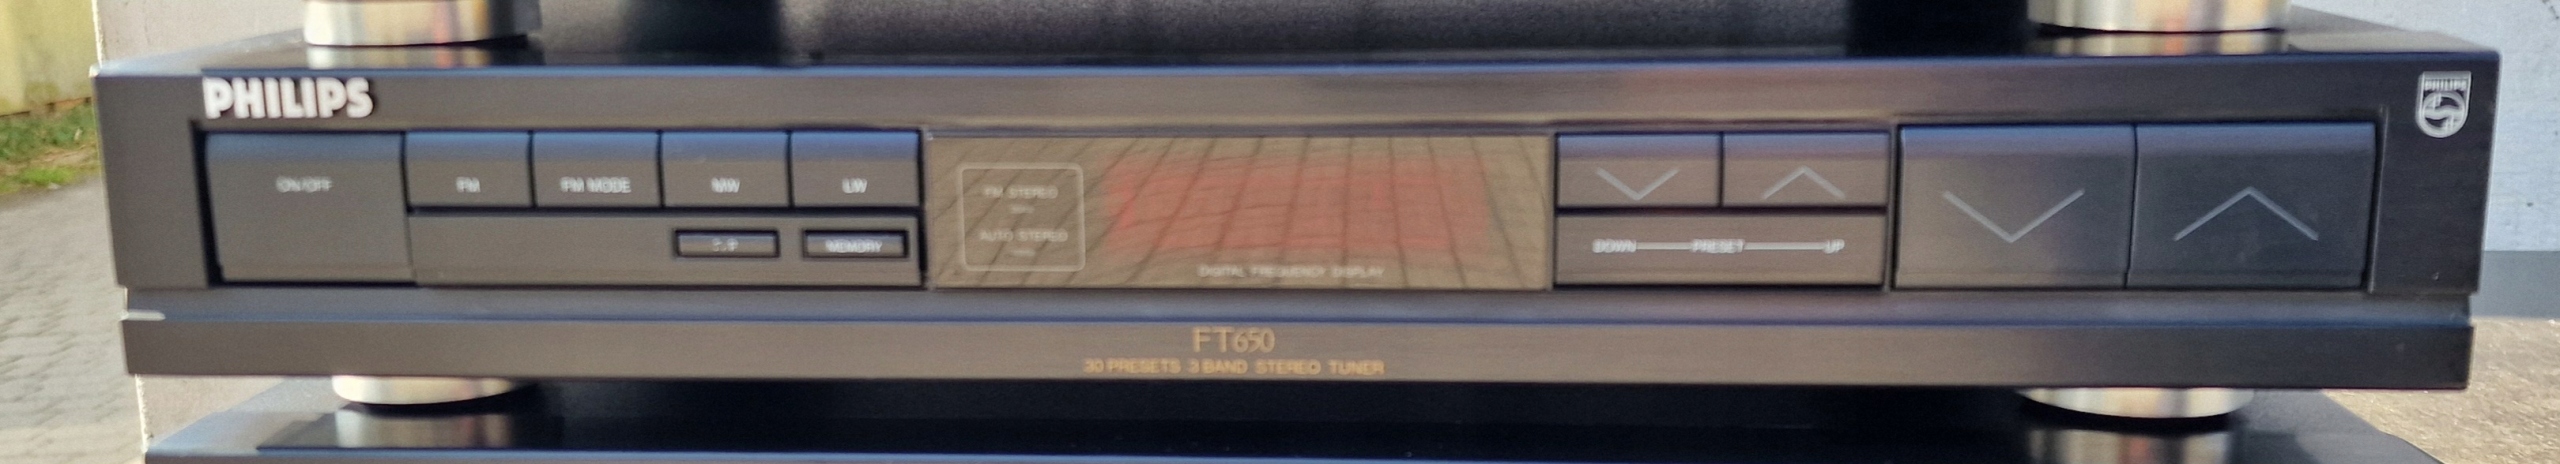 PHILIPS
PHILIPS
ON/OFF
FM
FM MODE
MW
LW
MEMORY
FM STEREO
AUTO STEREO
DIGITAL FREQUENCY DISPLAY
DOWN PRESET UP
FT650
30 PRESETS 3 BAND STEREO TUNER